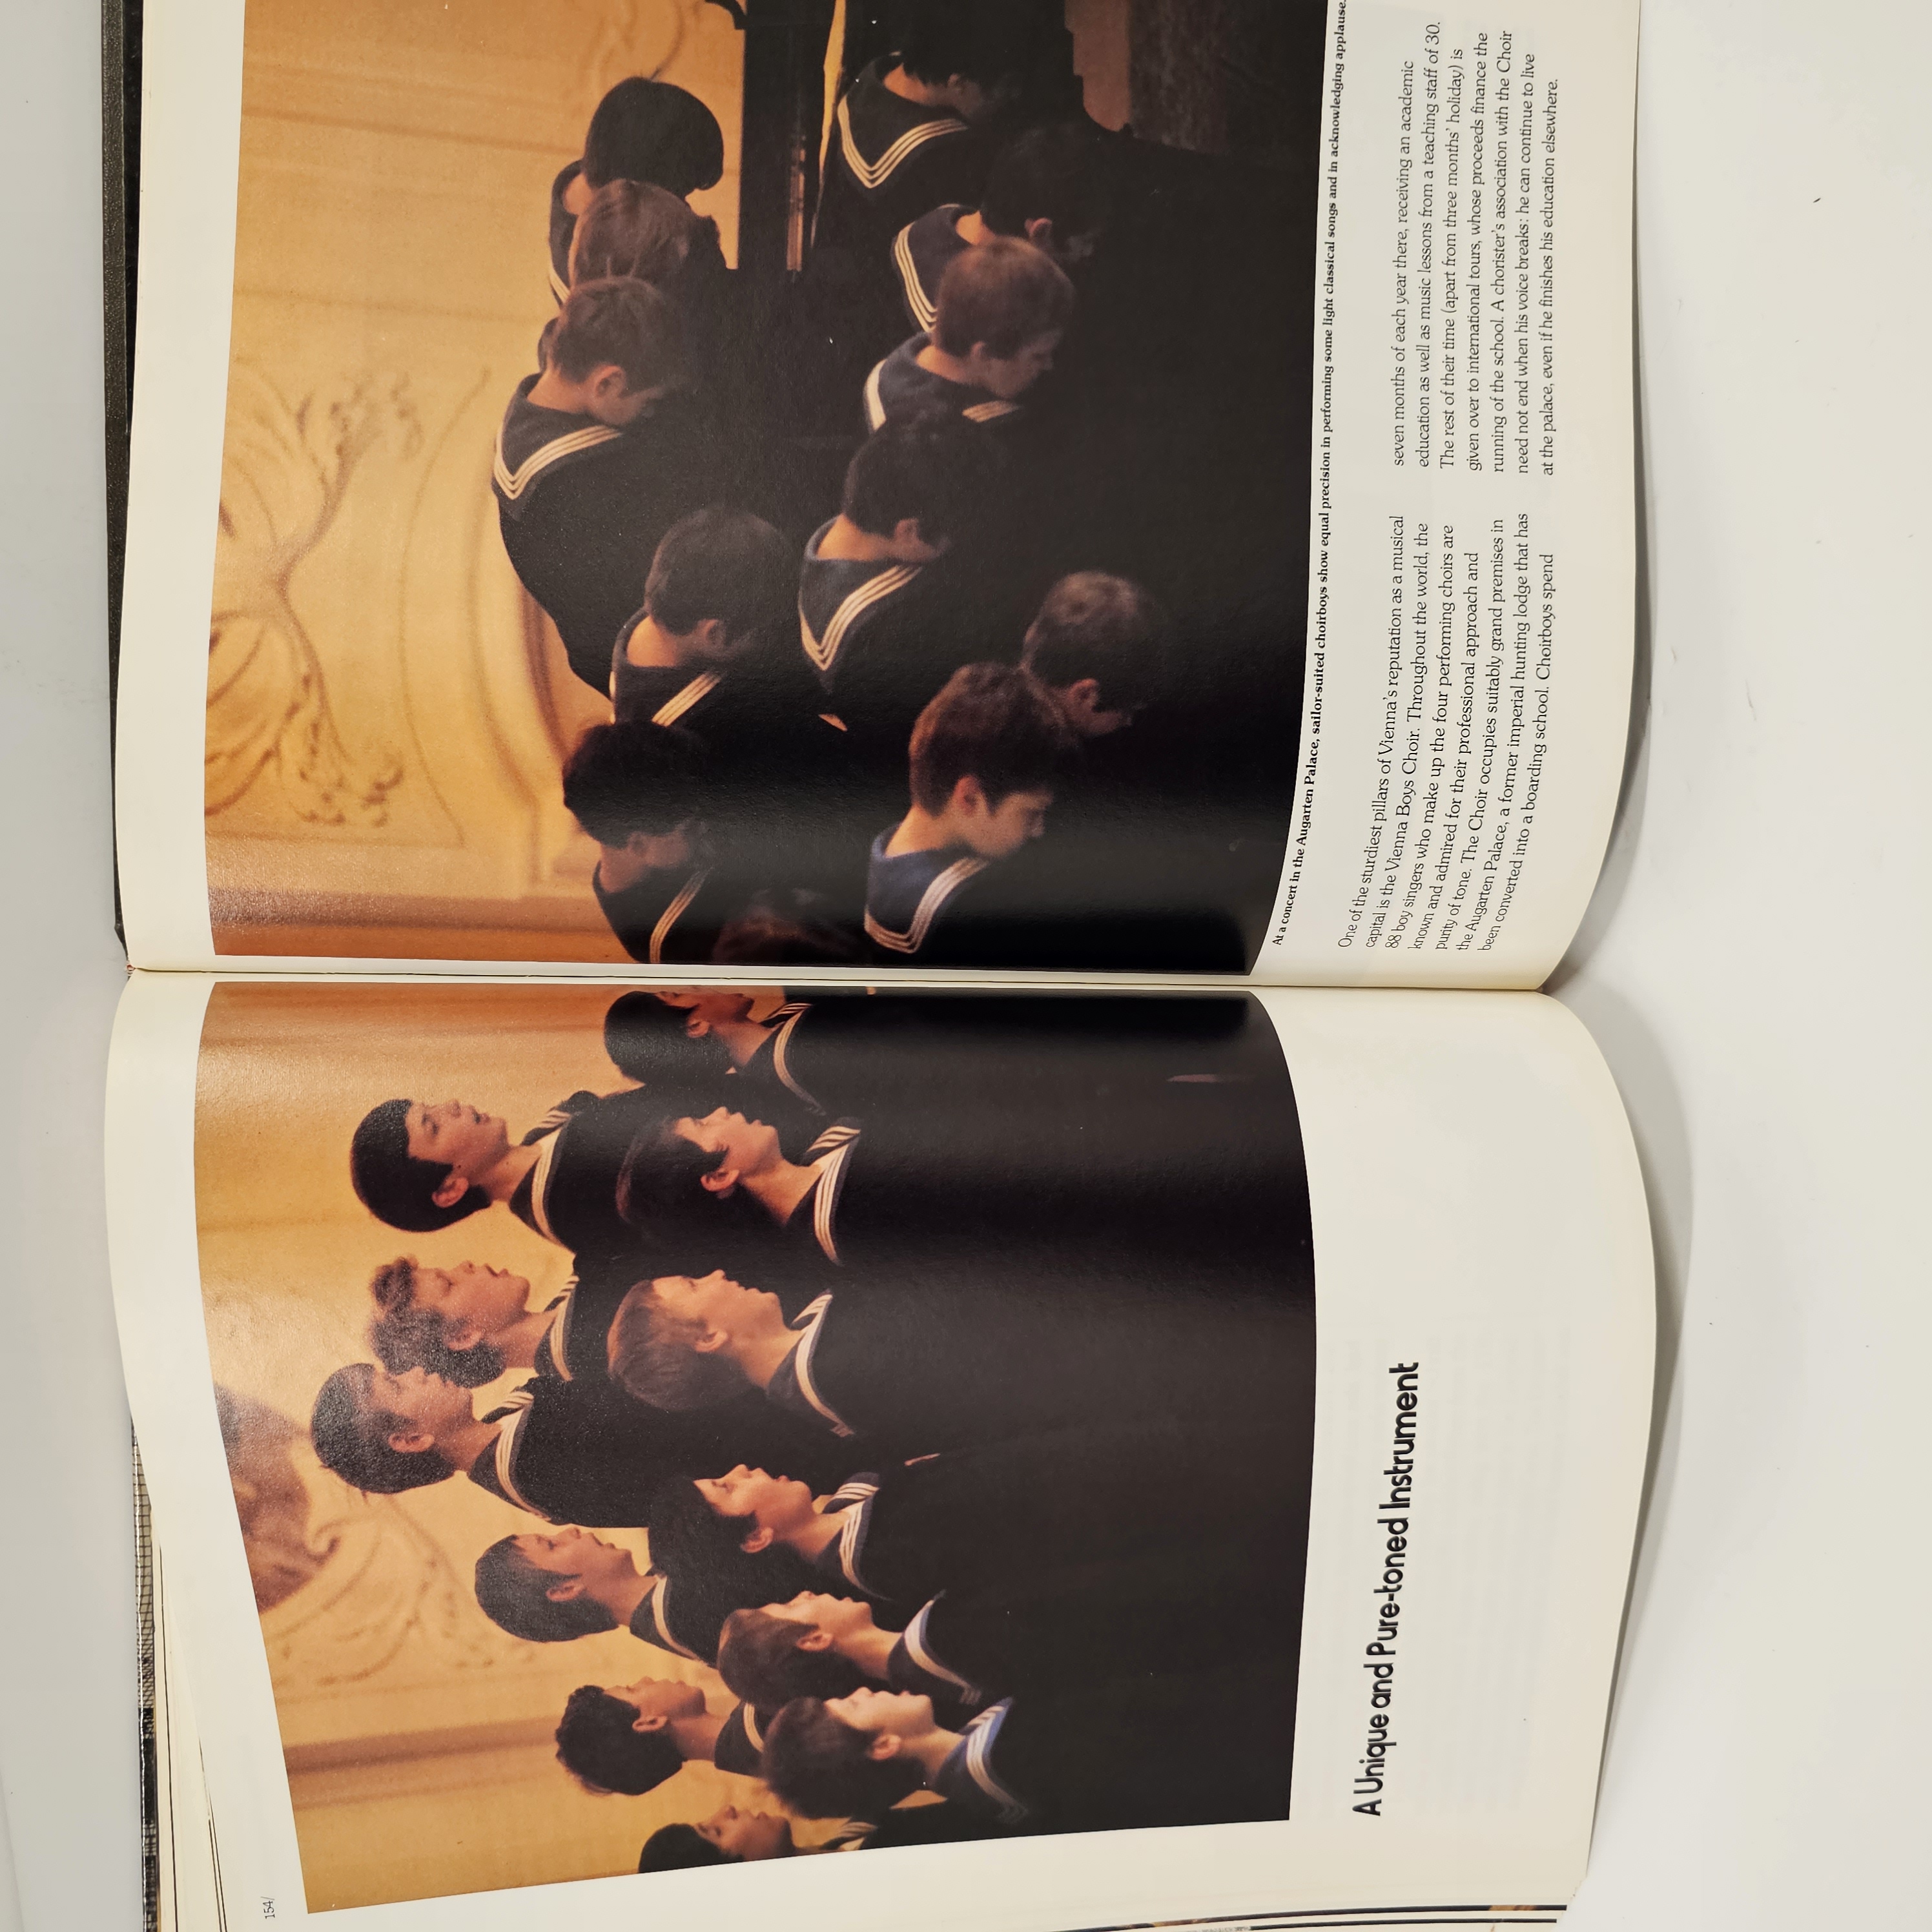 154/
A Unique and Pure-toned Instrument
At a concert in the Augarten Palace, sailor-suited choirboys show equal precision in performing some light classical songs and in acknowledging applause.
One of the sturdiest pillars of Vienna's reputation as a musical
capital is the Vienna Boys Choir. Throughout the world, the
88 boy singers who make up the four performing choirs are
known and admired for their professional approach and
purity of tone. The Choir occupies suitably grand premises in
the Augarten Palace, a former imperial hunting lodge that has
been converted into a boarding school. Choirboys spend
seven months of each year there, receiving an academic
education as well as music lessons from a teaching staff of 30.
The rest of their time (apart from three months' holiday) is
given over to international tours, whose proceeds finance the
running of the school. A chorister's association with the Choir
need not end when his voice breaks: he can continue to live
at the palace, even if he finishes his education elsewhere.